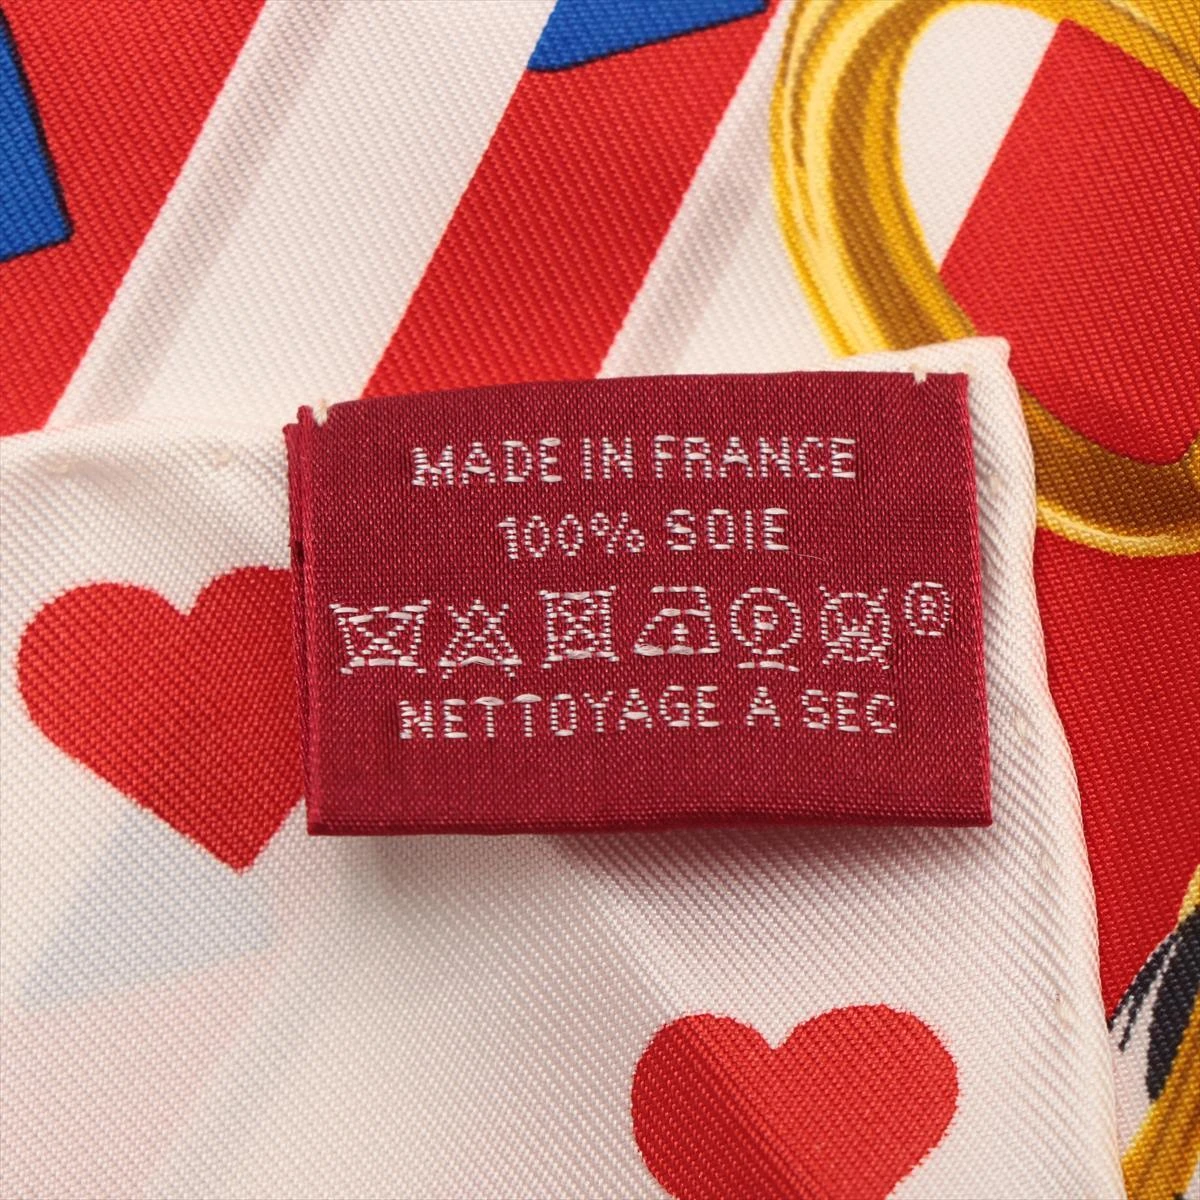 MADE IN FRANCE
100% SOIE
P W ®
NETTOYAGE A SEC